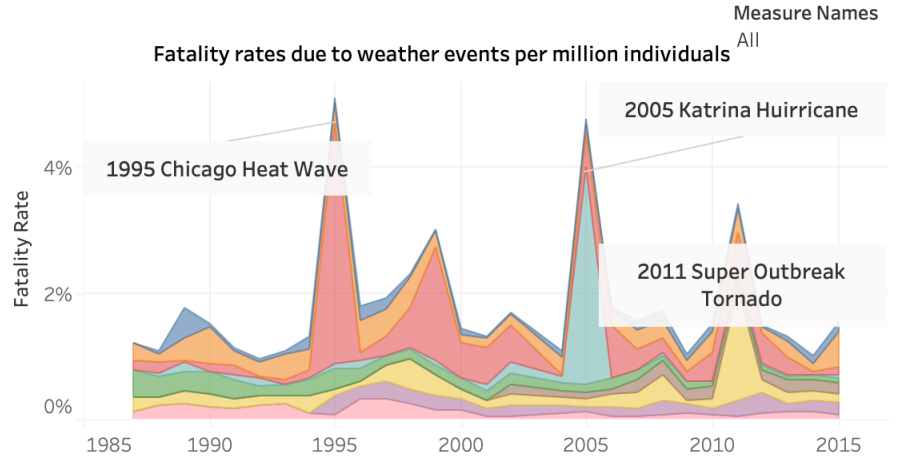 Measure Names
All
Fatality rates due to weather events per million individuals
2005 Katrina Huirricane
1995 Chicago Heat Wave
4%
Fatality Rate
2011 Super Outbreak
Tornado
2%
0%
1985 1990 1995 2000 2005 2010 2015